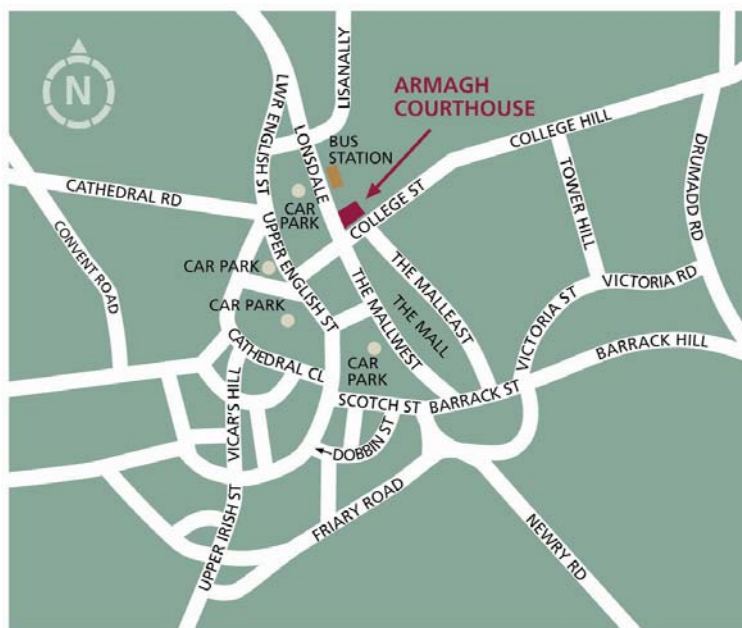 N
LWR ENGLISH ST
LISANALLY
LONSDALE
ARMAGH
COURTHOUSE
BUS
STATION
COLLEGE HILL
DRUMADD RD
TOWER HILL
CATHEDRAL RD
CAR
PARK
COLLEGE ST
CONVENT ROAD
UPPER ENGLISH ST
CAR PARK
THE MALLEAST
VICTORIA RD
CAR PARK
THE MALL
THE MALLWEST
VICTORIA ST
BARRACK HILL
CATHEDRAL CL
CAR
PARK
VICAR'S HILL
SCOTCH ST
BARRACK ST
DOBBIN ST
FRIARY ROAD
UPPER IRISH ST
NEWRY RD